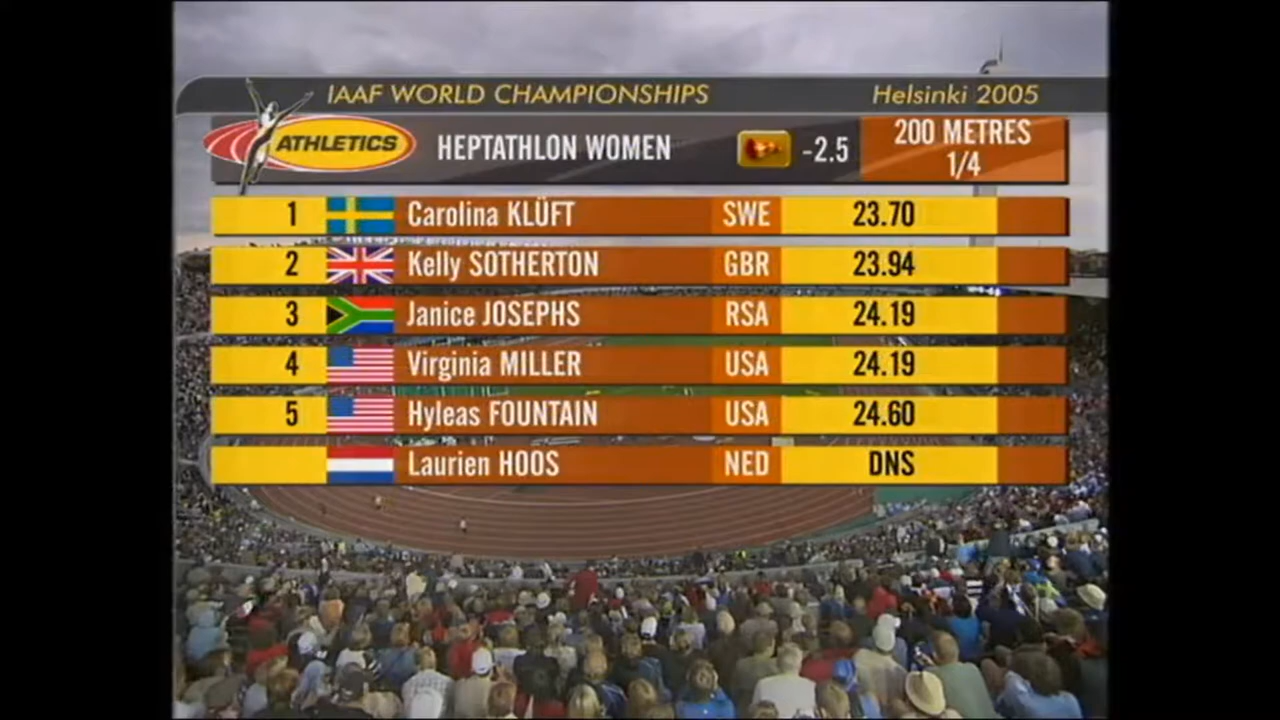 IAAF WORLD CHAMPIONSHIPS Helsinki 2005
ATHLETICS HEPTATHLON WOMEN -2.5 200 METRES
1/4
1 Carolina KLÜFT SWE 23.70
2 Kelly SOTHERTON GBR 23.94
3 Janice JOSEPHS RSA 24.19
4 Virginia MILLER USA 24.19
5 Hyleas FOUNTAIN USA 24.60
Laurien HOOS NED DNS